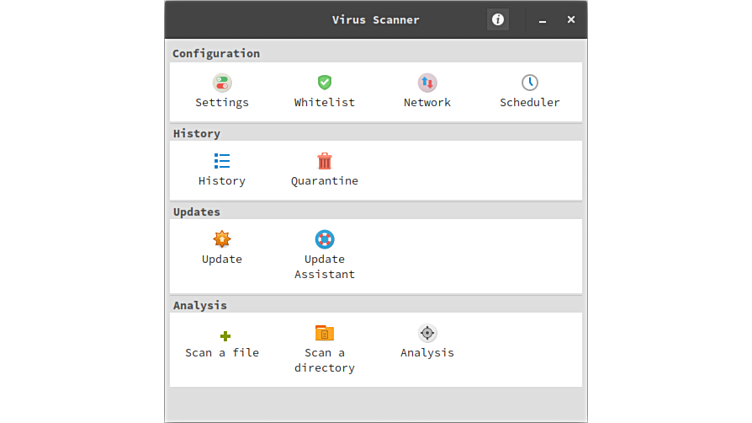 Virus Scanner
Configuration
Settings Whitelist Network Scheduler
History
History Quarantine
Updates
Update Update
Assistant
Analysis
Scan a file Scan a Analysis
directory